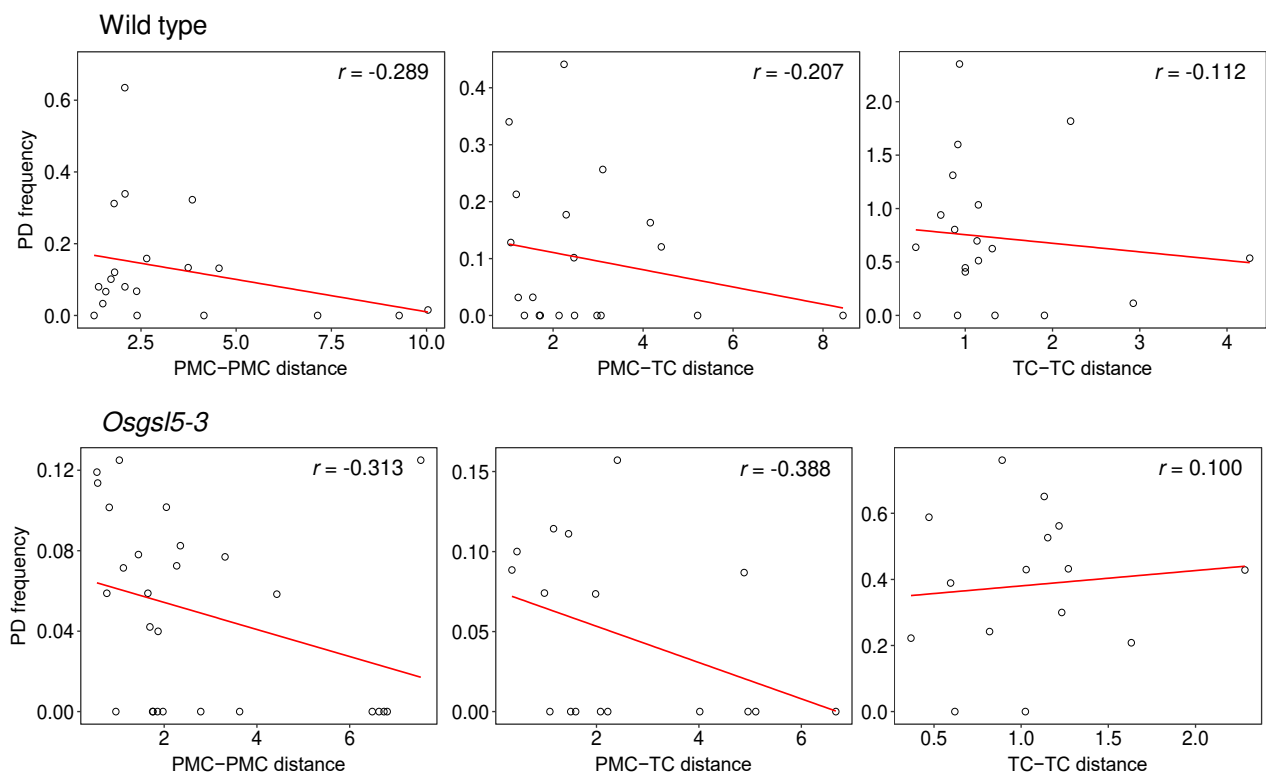 Wild type
r = -0.289
r = -0.207
r = -0.112
PD frequency
0.6
0.4
0.2
0.0
0.4
0.3
0.2
0.1
0.0
2.0
1.5
1.0
0.5
0.0
2.5 5.0 7.5 10.0
2 4 6 8
1 2 3 4
PMC−PMC distance
PMC−TC distance
TC−TC distance
Osgsl5-3
r = -0.313
r = -0.388
r = 0.100
PD frequency
0.12
0.08
0.04
0.00
0.15
0.10
0.05
0.00
0.6
0.4
0.2
0.0
2 4 6
2 4 6
0.5 1.0 1.5 2.0
PMC−PMC distance
PMC−TC distance
TC−TC distance